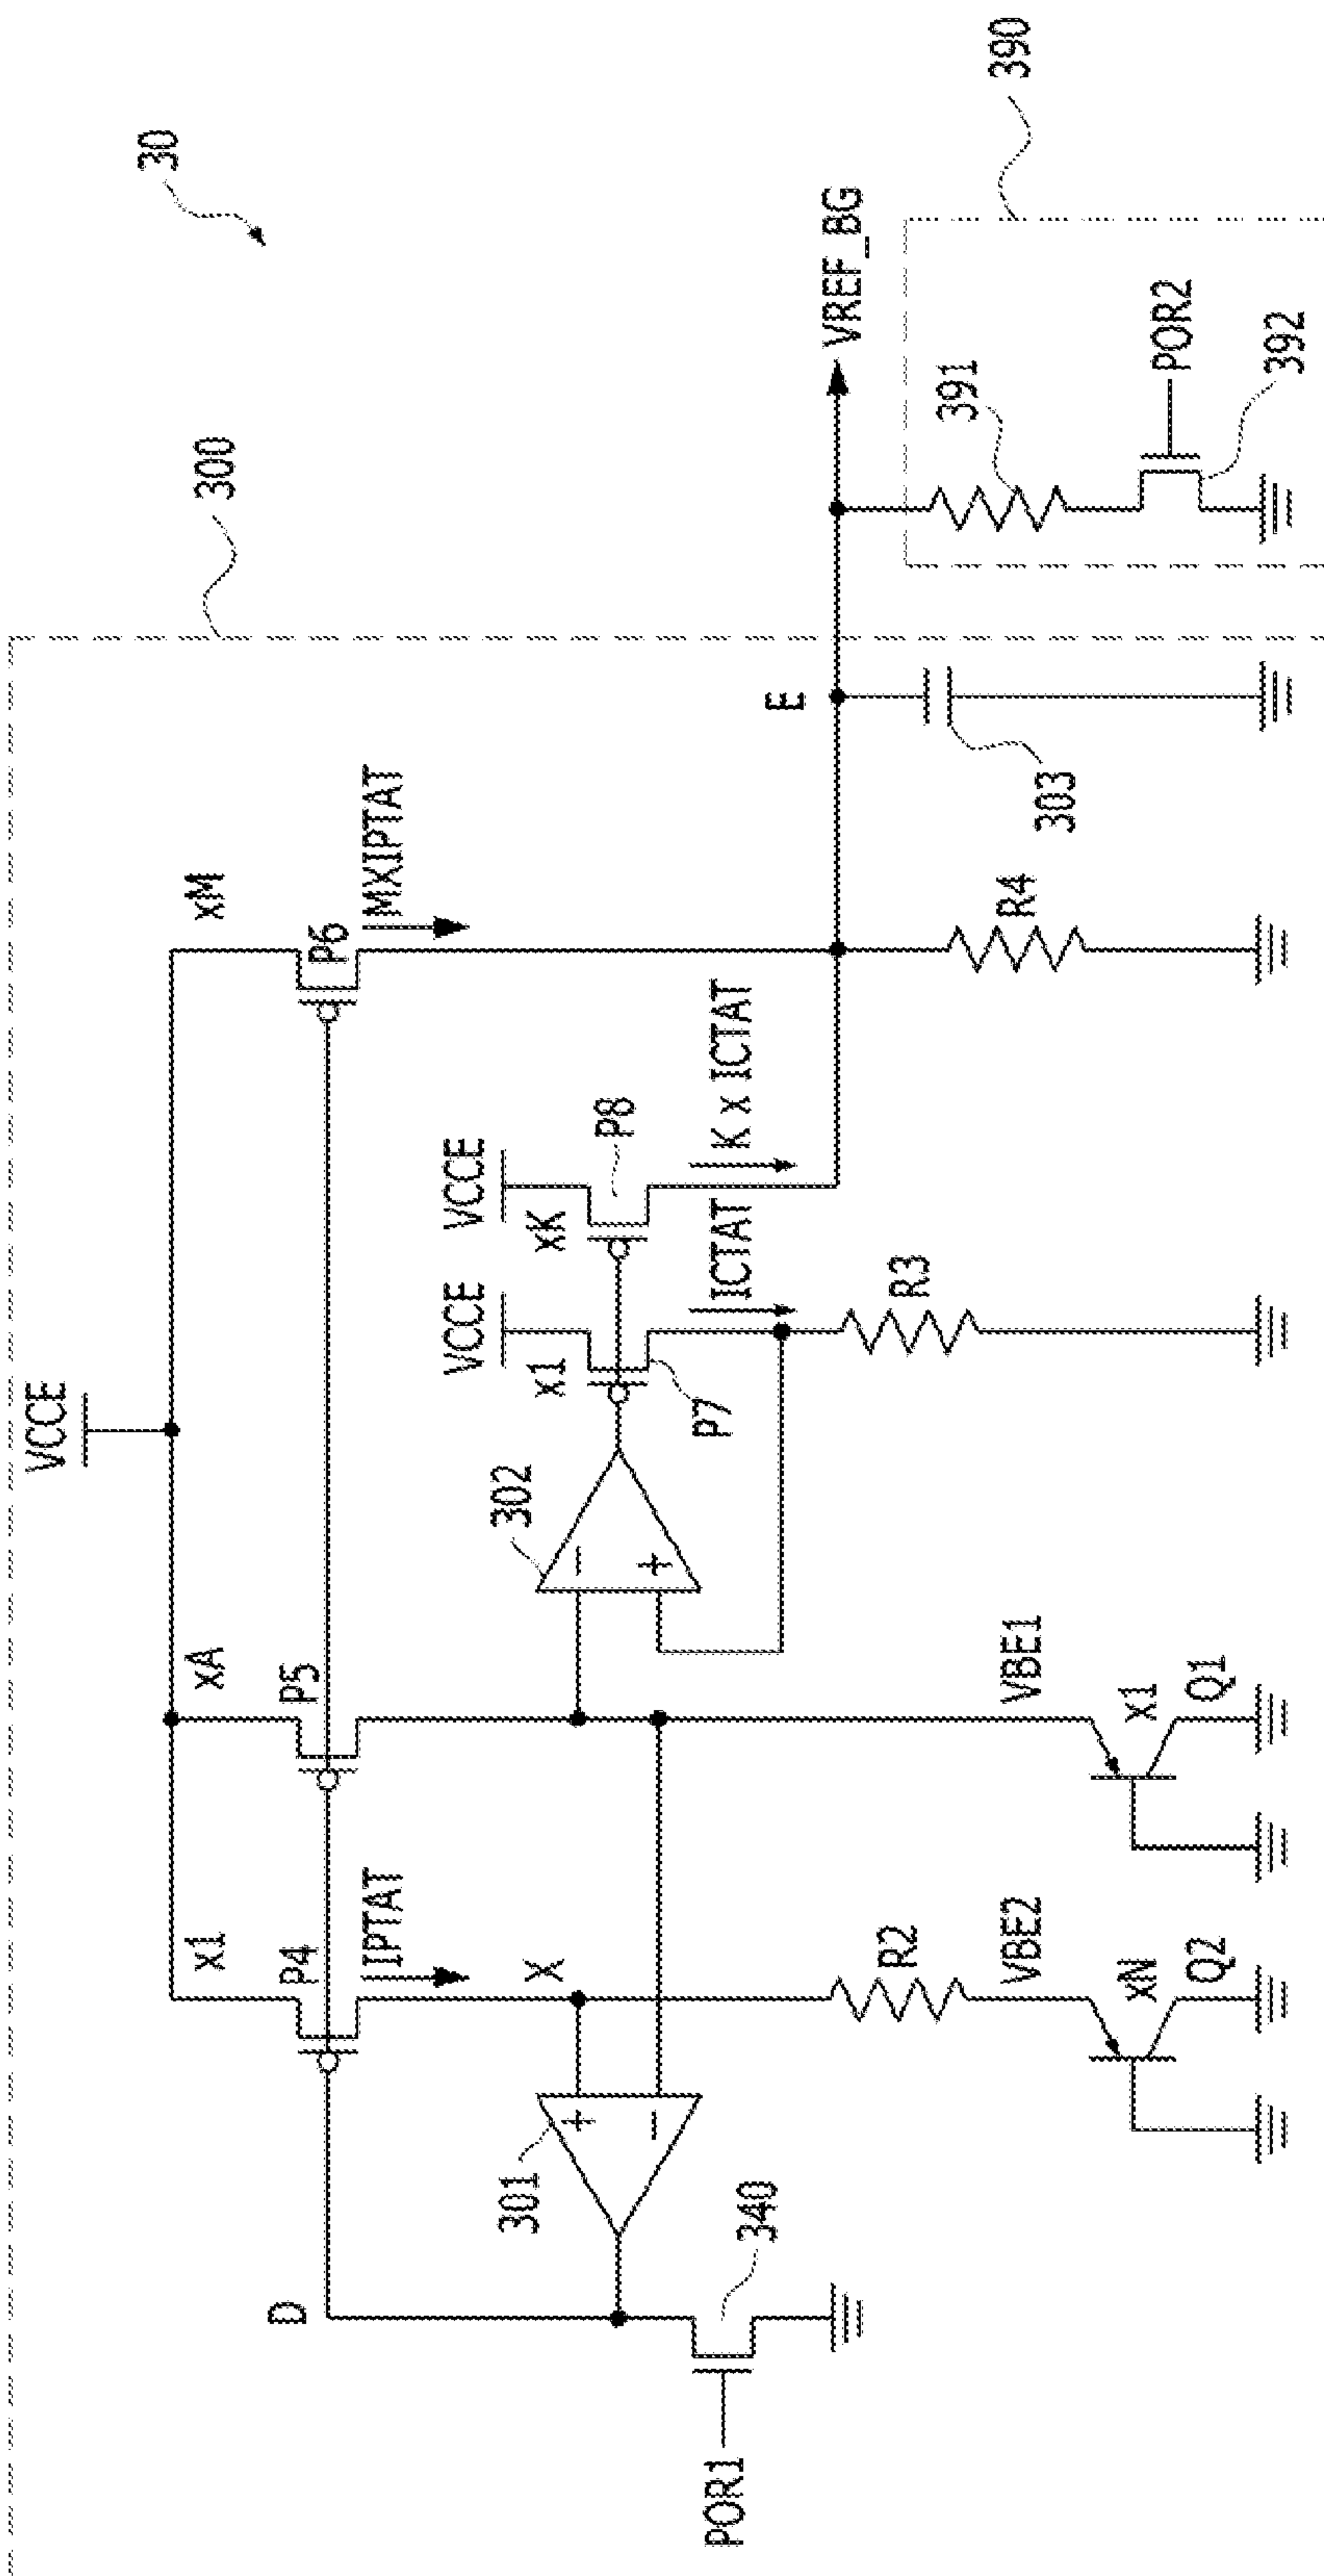 30
300
390
VCCE
x1
xA
xM
D
P4
P5
P6
IPTAT
MXIPTAT
VCCE
VCCE
x1
xK
P7
P8
301
302
X
+
−
−
+
ICTAT
K x ICTAT
E
VREF_BG
POR1
340
R2
R3
R4
303
391
POR2
392
VBE2
VBE1
xN
x1
Q2
Q1